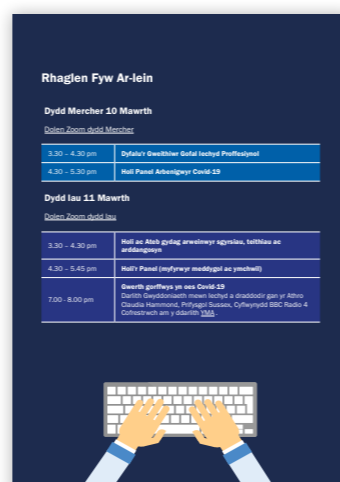 Rhaglen Fyw Ar-lein
Dydd Mercher 10 Mawrth
Dolen Zoom dydd Mercher
3.30 – 4.30 pm Dyfalu'r Gweithiwr Gofal Iechyd Proffesiynol
4.30 – 5.30 pm Holi Panel Arbenigwyr Covid-19
Dydd Iau 11 Mawrth
Dolen Zoom dydd Iau
3.30 – 4.30 pm Holi ac Ateb gydag arweinwyr sgyrsiau, teithiau ac
arddangosyn
4.30 – 5.45 pm Holi'r Panel (myfyrwyr meddygol ac ymchwil)
7.00 - 8.00 pm Gwerth gorffwys yn oes Covid-19
Darlith Gwyddoniaeth mewn Iechyd a draddodir gan yr Athro
Claudia Hammond, Prifysgol Sussex, Cyflwynydd BBC Radio 4
Cofrestrwch am y ddarlith YMA.